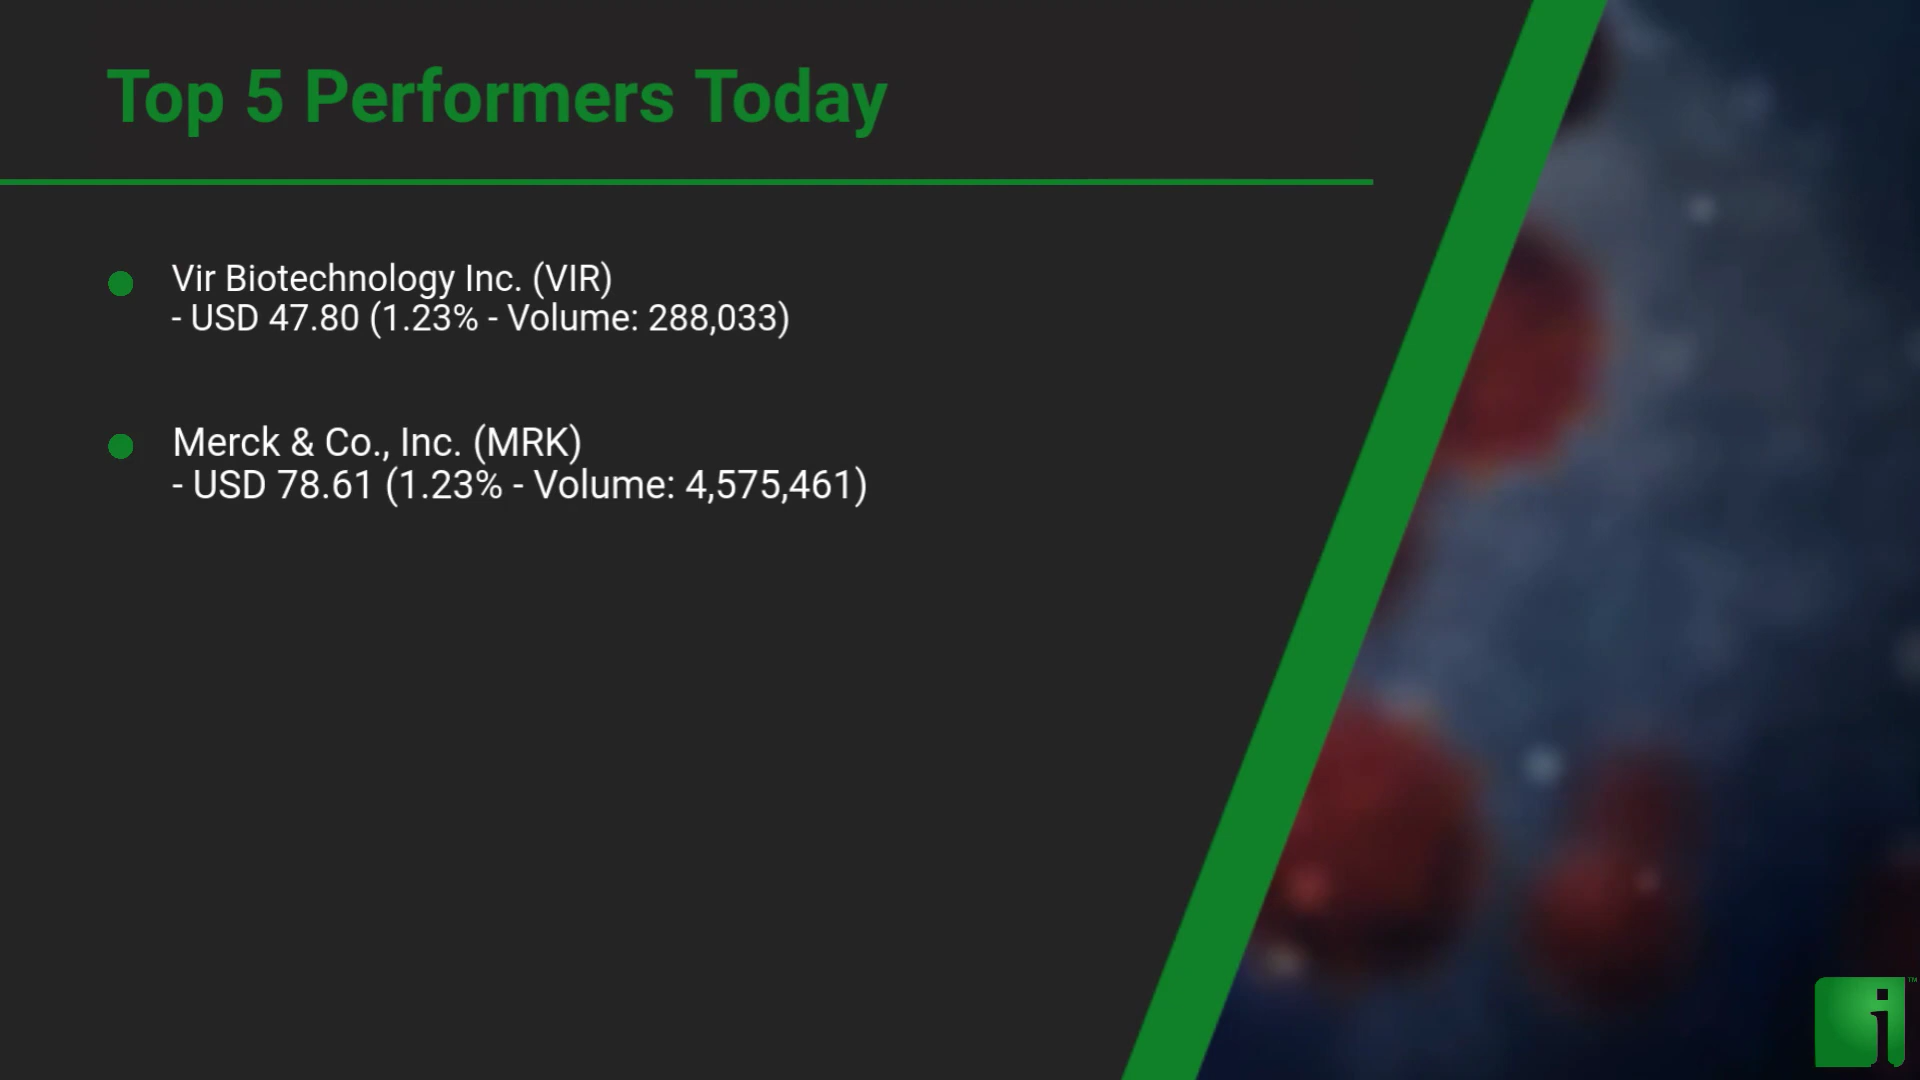 Top 5 Performers Today
Vir Biotechnology Inc. (VIR)
- USD 47.80 (1.23% - Volume: 288,033)
Merck & Co., Inc. (MRK)
- USD 78.61 (1.23% - Volume: 4,575,461)
i
TM